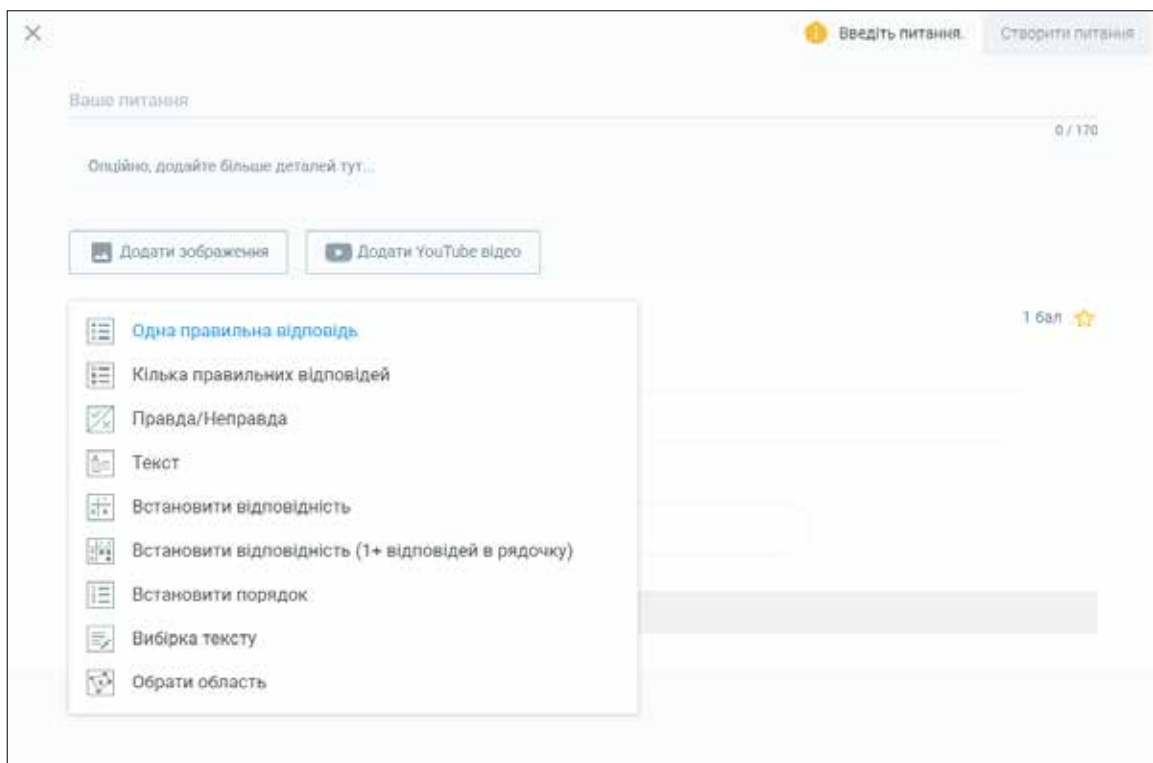 Введіть питання.
Створити питання
Ваше питання
0 / 170
Опційно, додайте більше деталей тут...
Додати зображення
Додати YouTube відео
1 бал
Одна правильна відповідь
Кілька правильних відповідей
Правда/Неправда
Текст
Встановити відповідність
Встановити відповідність (1+ відповідей в рядочку)
Встановити порядок
Вибірка тексту
Обрати область